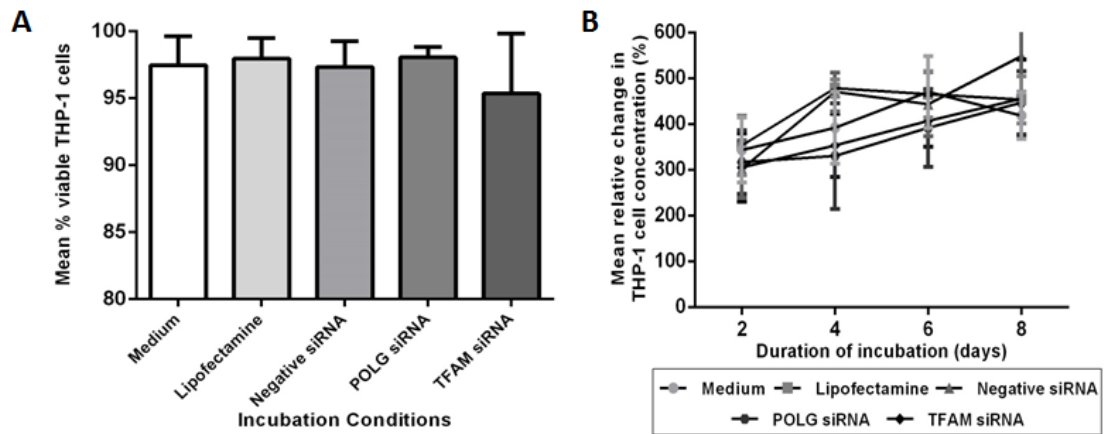 A
Mean % viable THP-1 cells
100
95
90
85
80
Medium
Lipofectamine
Negative siRNA
POLG siRNA
TFAM siRNA
Incubation Conditions
B
Mean relative change in
THP-1 cell concentration (%)
600
500
400
300
200
100
0
2 4 6 8
Duration of incubation (days)
Medium Lipofectamine Negative siRNA
POLG siRNA TFAM siRNA